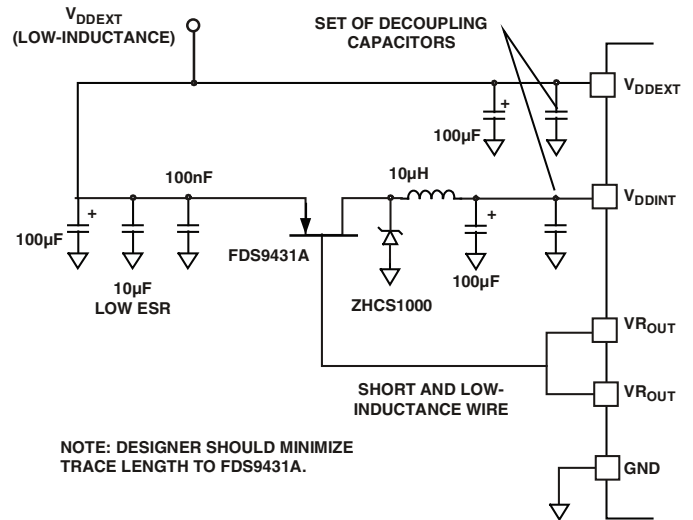 VDDEXT
(LOW-INDUCTANCE)
SET OF DECOUPLING
CAPACITORS
VDDEXT
+
100µF
100nF
10µH
VDDINT
+
100µF
+
FDS9431A
100µF
10µF
LOW ESR
ZHCS1000
VROUT
SHORT AND LOW-
INDUCTANCE WIRE
VROUT
NOTE: DESIGNER SHOULD MINIMIZE
TRACE LENGTH TO FDS9431A.
GND